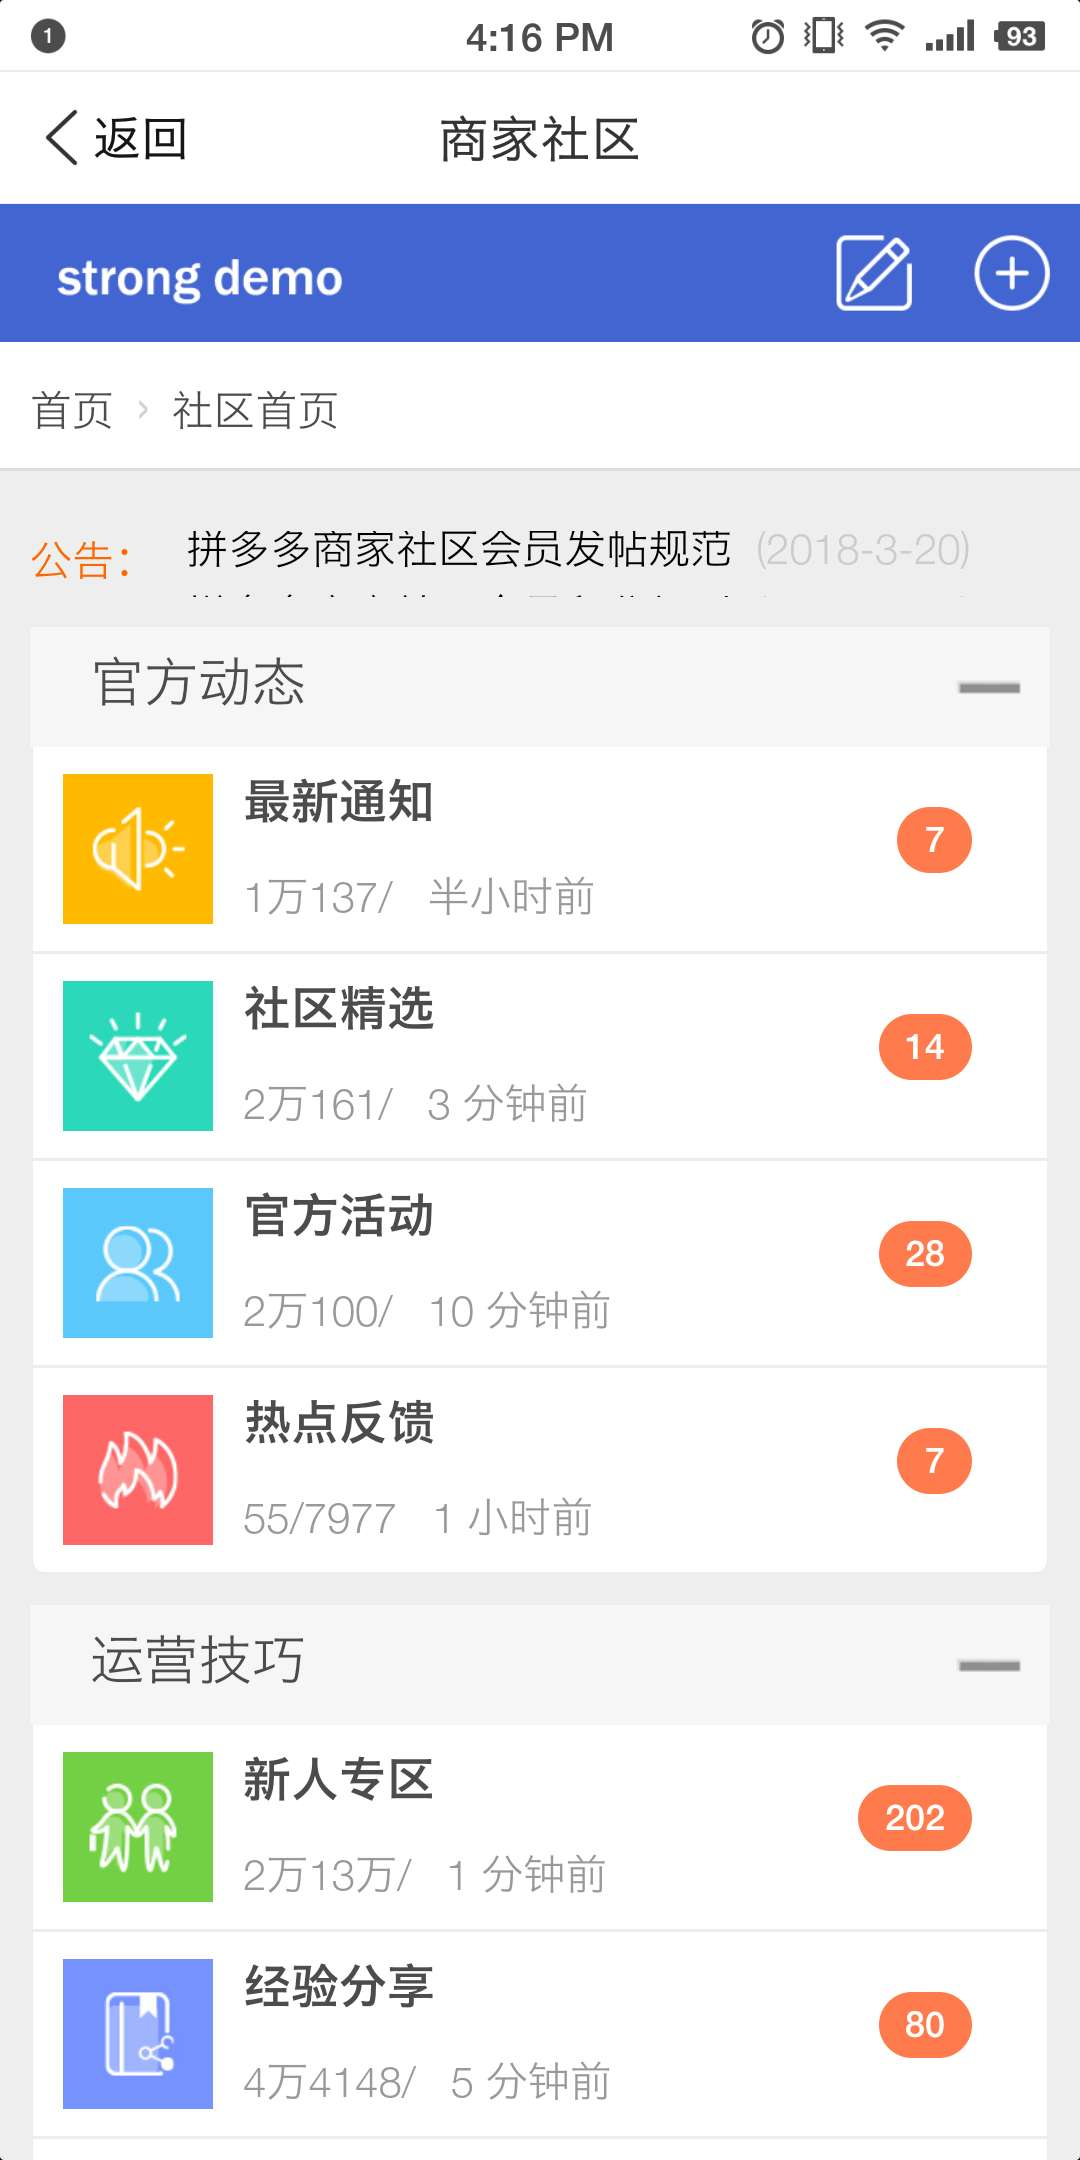 1
4:16 PM
93
返回
商家社区
strong demo
首页 › 社区首页
公告：
拼多多商家社区会员发帖规范 (2018-3-20)
官方动态
最新通知
7
1万137/ 半小时前
社区精选
14
2万161/ 3 分钟前
官方活动
28
2万100/ 10 分钟前
热点反馈
7
55/7977 1 小时前
运营技巧
新人专区
202
2万13万/ 1 分钟前
经验分享
80
4万4148/ 5 分钟前